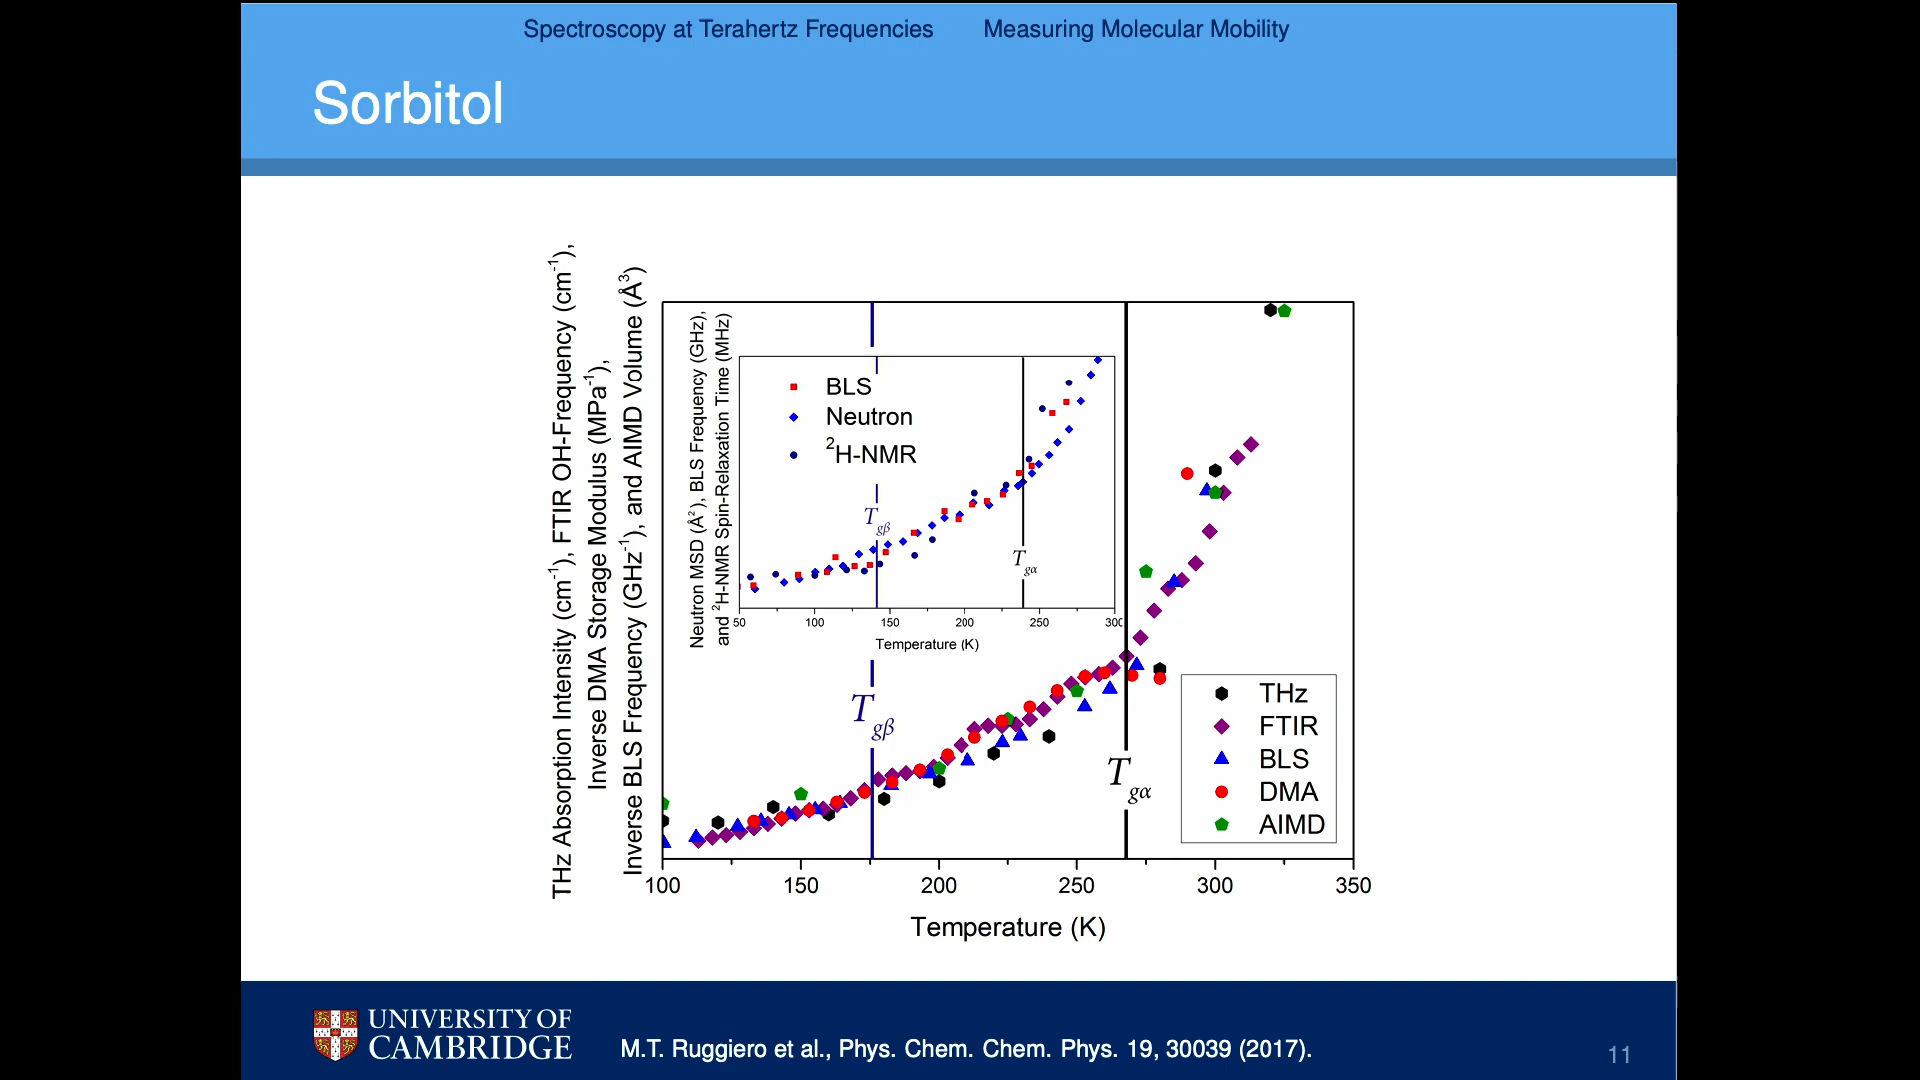 Spectroscopy at Terahertz Frequencies Measuring Molecular Mobility
Sorbitol
THz Absorption Intensity (cm⁻¹), FTIR OH-Frequency (cm⁻¹),
Inverse DMA Storage Modulus (MPa⁻¹),
Inverse BLS Frequency (GHz⁻¹), and AIMD Volume (Å³)
Neutron MSD (Å²), BLS Frequency (GHz),
and ²H-NMR Spin-Relaxation Time (MHz)
BLS
Neutron
²H-NMR
Tgβ
Tgα
50 100 150 200 250 300
Temperature (K)
Tgβ
Tgα
THz
FTIR
BLS
DMA
AIMD
100 150 200 250 300 350
Temperature (K)
UNIVERSITY OF
CAMBRIDGE
M.T. Ruggiero et al., Phys. Chem. Chem. Phys. 19, 30039 (2017).
11